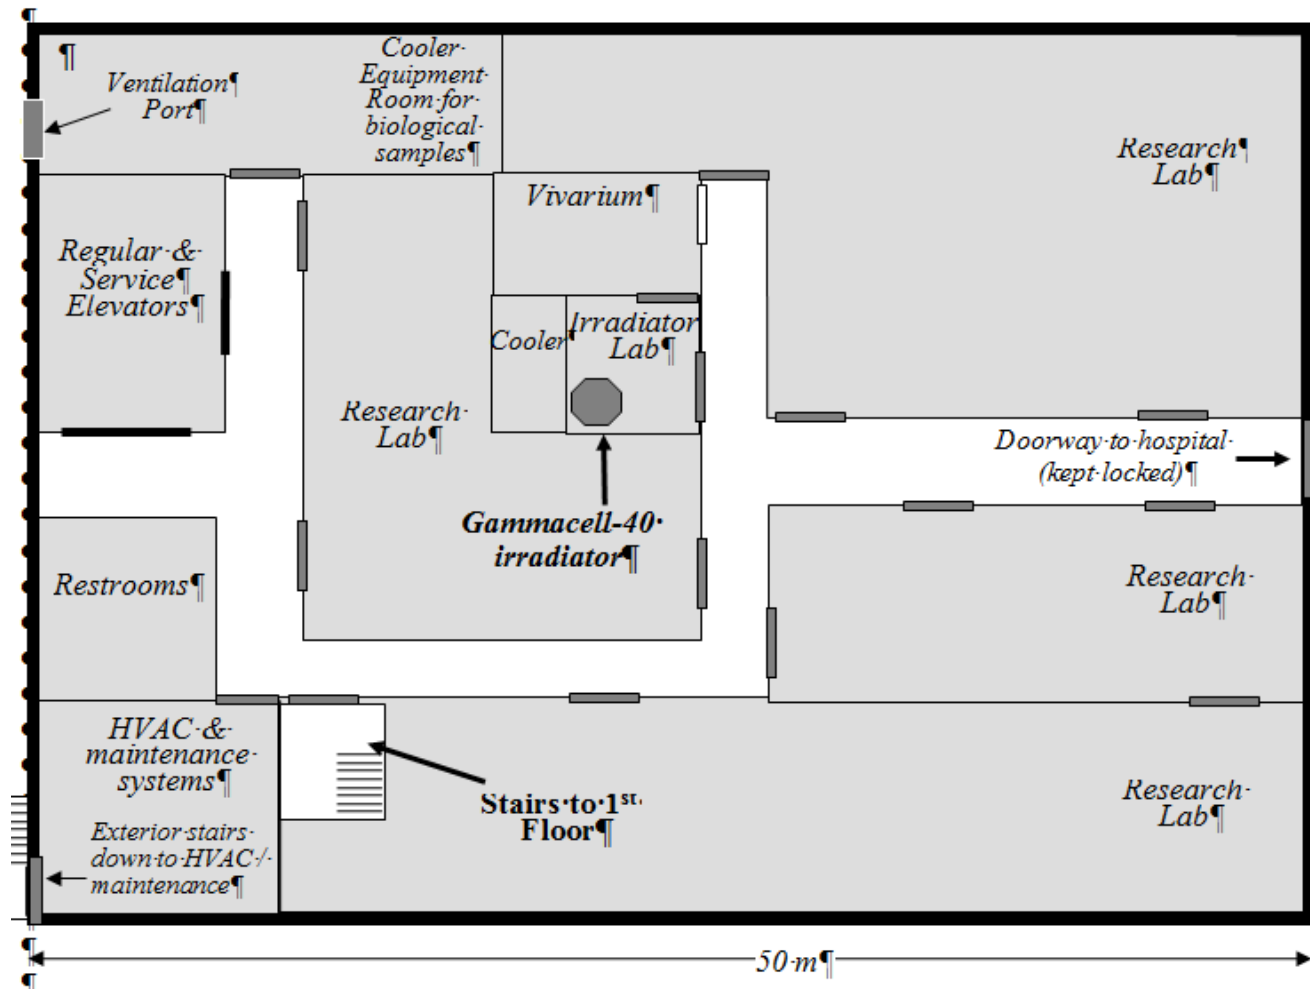 ¶
¶
Ventilation¶
Port¶
Cooler·
Equipment·
Room·for·
biological·
samples¶
Research¶
Lab¶
Vivarium¶
Regular·&·
Service¶
Elevators¶
Cooler¶
Irradiator
Lab¶
Research·
Lab¶
Doorway·to·hospital·
(kept·locked)¶
Gammacell-40·
irradiator¶
Restrooms¶
Research·
Lab¶
HVAC·&·
maintenance·
systems¶
Stairs·to·1st·
Floor¶
Research·
Lab¶
Exterior·stairs·
down·to·HVAC·/·
maintenance¶
¶
50·m¶
¶